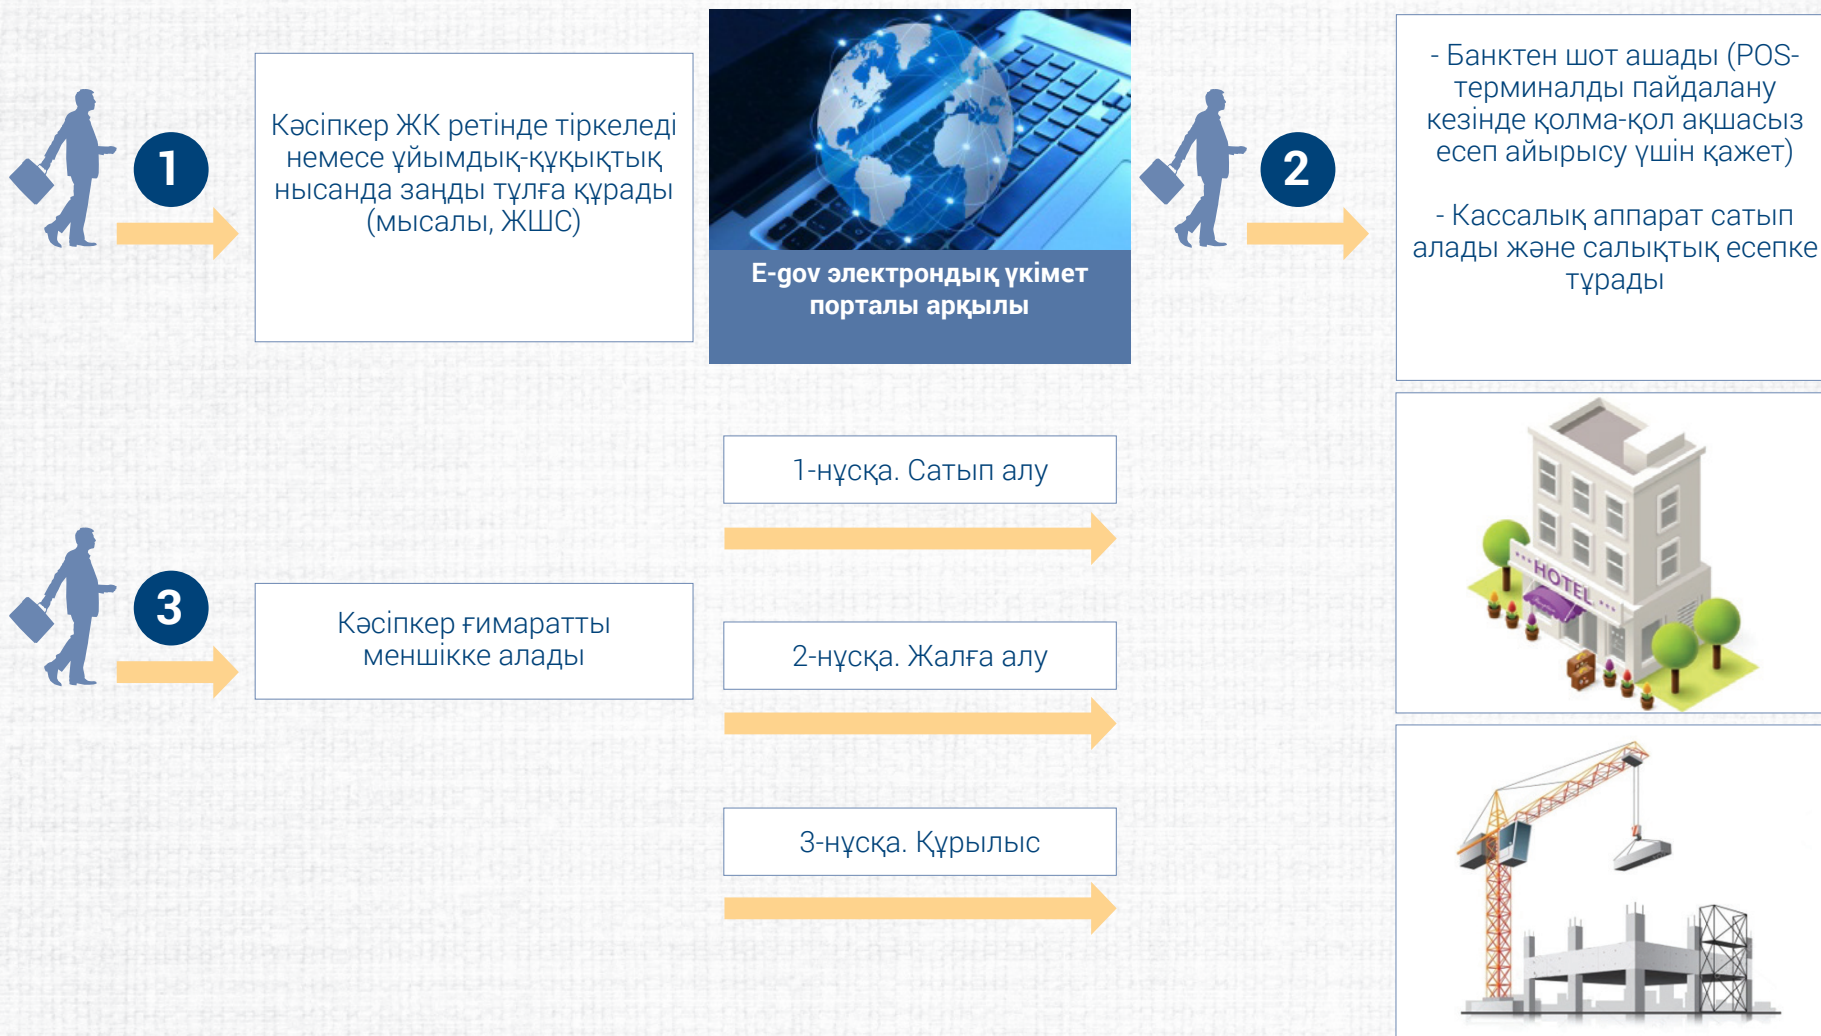 1
Кәсіпкер ЖК ретінде тіркеледі
немесе ұйымдық-құқықтық
нысанда заңды тұлға құрады
(мысалы, ЖШС)
E-gov электрондық үкімет
порталы арқылы
2
- Банктен шот ашады (POS-
терминалды пайдалану
кезінде қолма-қол ақшасыз
есеп айырысу үшін қажет)
- Кассалық аппарат сатып
алады және салықтық есепке
тұрады
3
Кәсіпкер ғимаратты
меншікке алады
1-нұсқа. Сатып алу
2-нұсқа. Жалға алу
3-нұсқа. Құрылыс
HOTEL